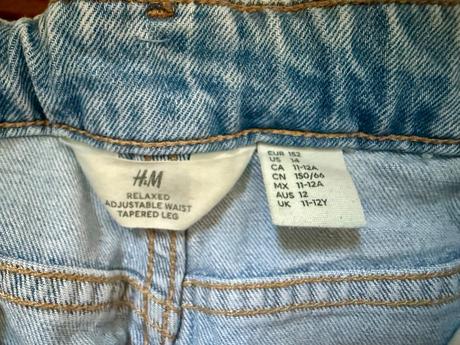 H&M
RELAXED
ADJUSTABLE WAIST
TAPERED LEG
EUR 152
US 14
CA 11-12A
CN 150/66
MX 11-12A
AUS 12
UK 11-12Y